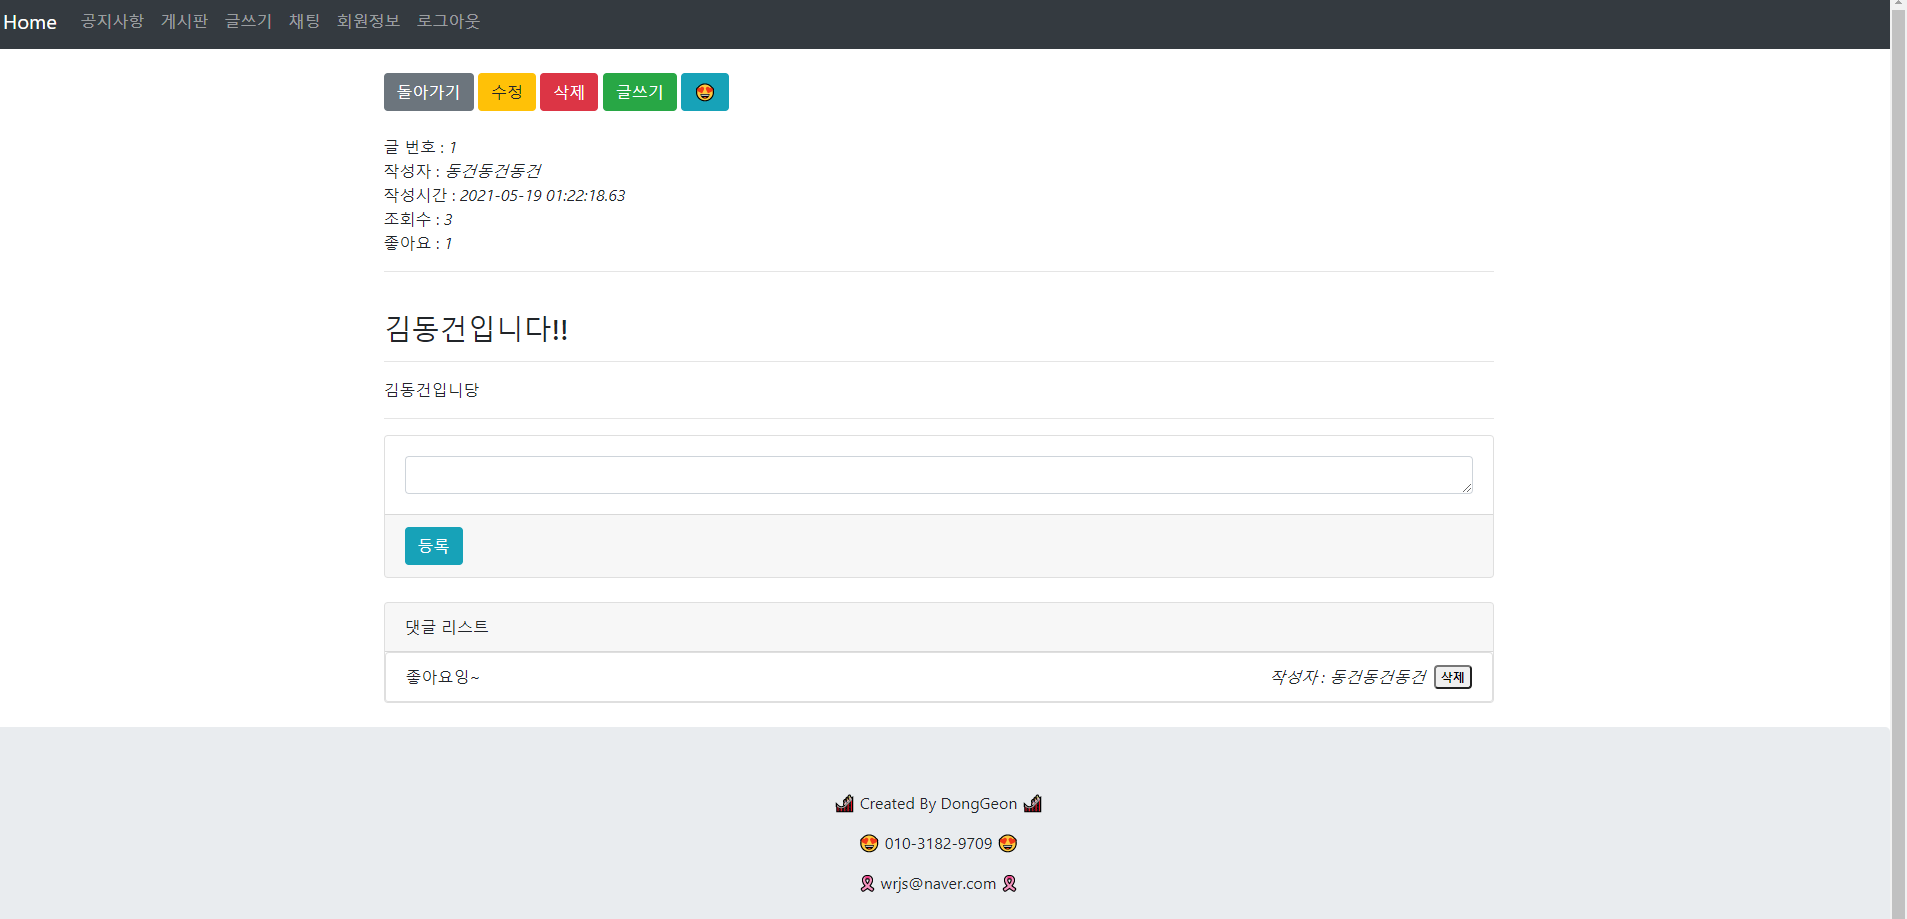 Home 공지사항 게시판 글쓰기 채팅 회원정보 로그아웃
돌아가기 수정 삭제 글쓰기 😍
글 번호 : 1
작성자 : 동건동건동건
작성시간 : 2021-05-19 01:22:18.63
조회수 : 3
좋아요 : 1
김동건입니다!!
김동건입니당
등록
댓글 리스트
좋아요잉~ 작성자 : 동건동건동건 삭제
🎢 Created By DongGeon 🎢
😍 010-3182-9709 😍
🎗 wrjs@naver.com 🎗